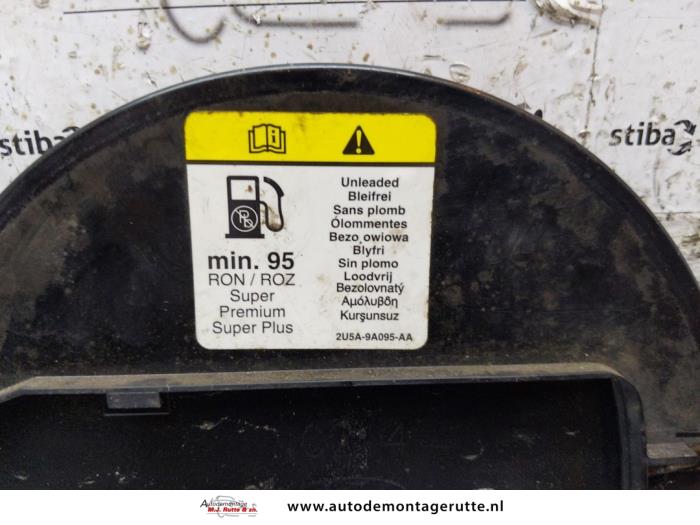 stiba
stiba
Pb
min. 95
RON / ROZ
Super
Premium
Super Plus
Unleaded
Bleifrei
Sans plomb
Ólommentes
Bezo owiowa
Blyfri
Sin plomo
Loodvrij
Bezolovnatý
Αμόλυβδη
Kurşunsuz
2U5A-9A095-AA
Autodemontage
M.J. Rutte & zn.
www.autodemontagerutte.nl